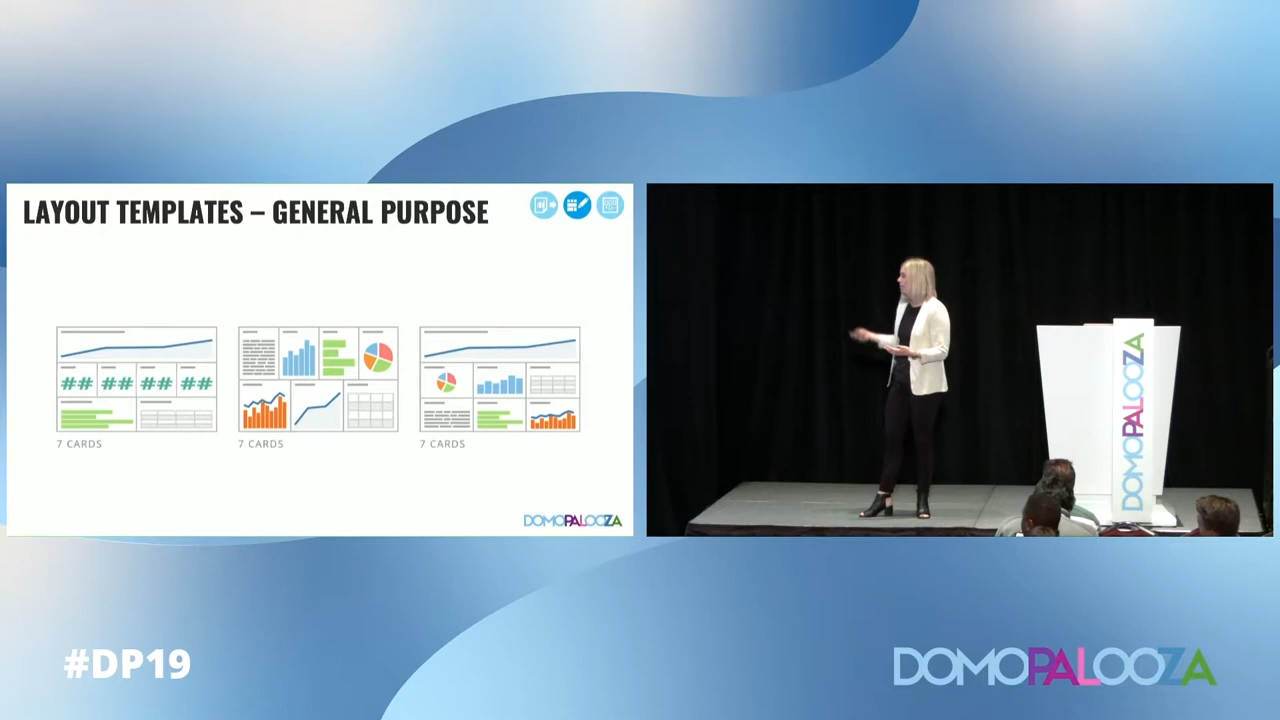 LAYOUT TEMPLATES – GENERAL PURPOSE
## ## ## ##
7 CARDS
7 CARDS
7 CARDS
DOMOPALOOZA
DOMOPALOOZA
#DP19
DOMOPALOOZA